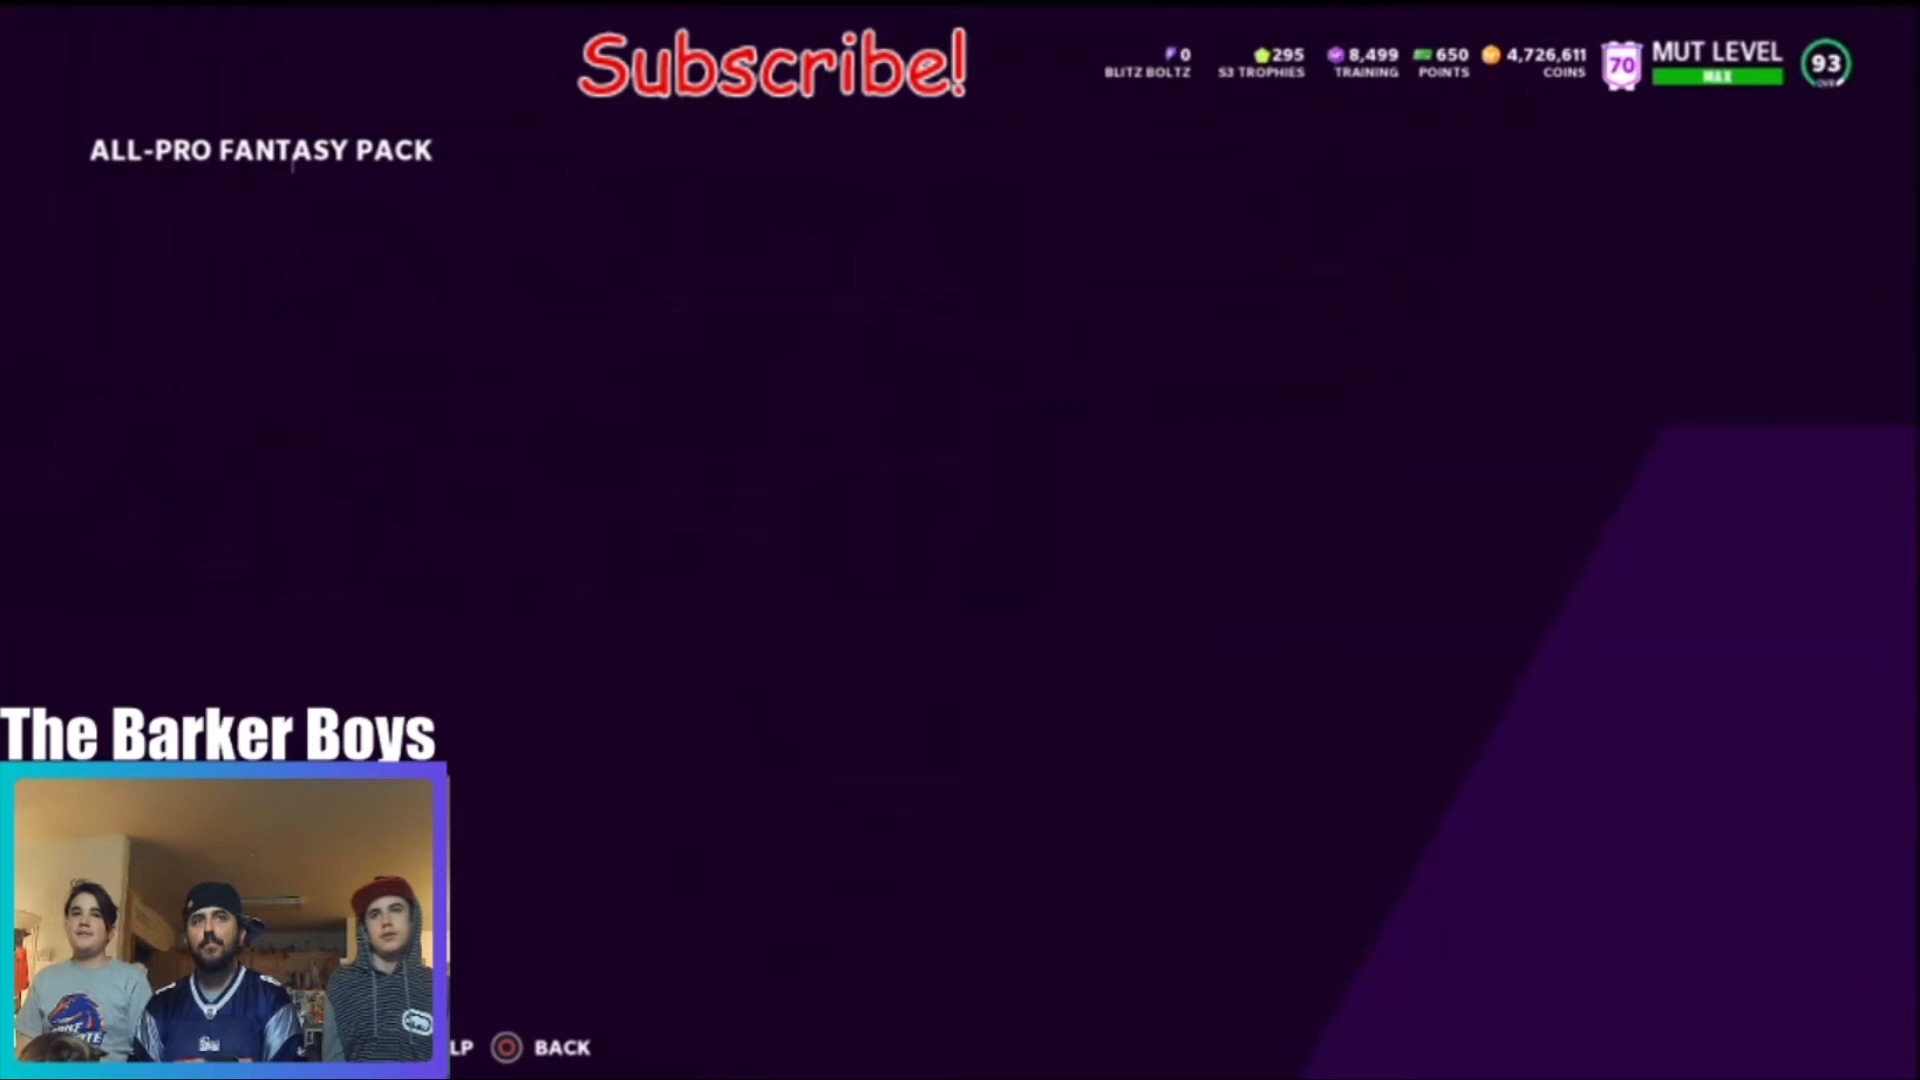 Subscribe!
0
BLITZ BOLTZ
295
S3 TROPHIES
8,499
TRAINING
650
POINTS
4,726,611
COINS
70
MUT LEVEL
MAX
93
OVR
ALL-PRO FANTASY PACK
The Barker Boys
LP
BACK